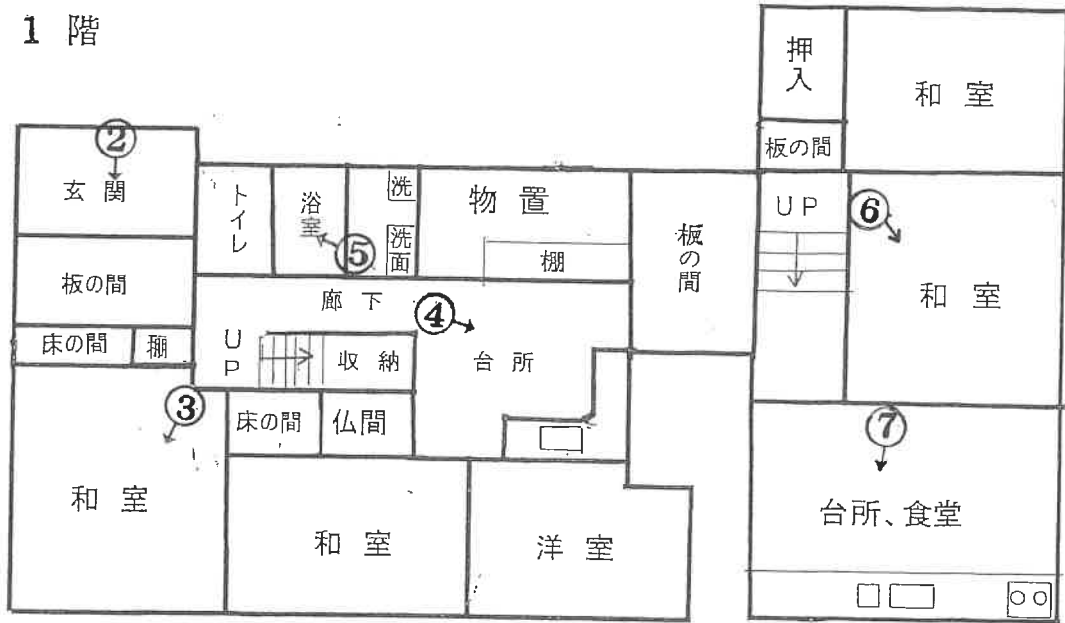 1 階
押入
和 室
②
玄 関
板の間
トイレ
浴室
洗
洗面
物 置
板の間
UP
⑥
⑤
棚
板の間
和 室
廊 下
④
床の間
棚
UP
収 納
台 所
③
床の間
仏間
⑦
和 室
和 室
洋 室
台所、食堂